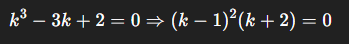 k³ − 3k + 2 = 0 ⇒ (k − 1)²(k + 2) = 0